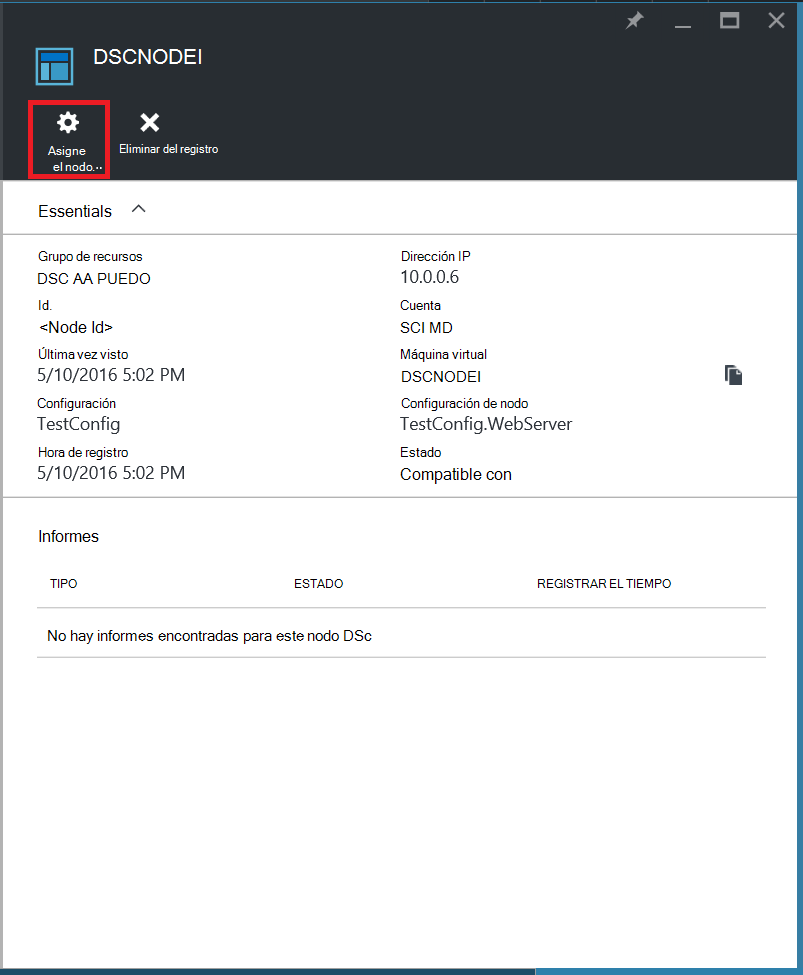 DSCNODEI
Asigne
el nodo...
Eliminar del registro
Essentials
Grupo de recursos
DSC AA PUEDO
Dirección IP
10.0.0.6
Id.
<Node Id>
Cuenta
SCI MD
Última vez visto
5/10/2016 5:02 PM
Máquina virtual
DSCNODEI
Configuración
TestConfig
Configuración de nodo
TestConfig.WebServer
Hora de registro
5/10/2016 5:02 PM
Estado
Compatible con
Informes
TIPO ESTADO REGISTRAR EL TIEMPO
No hay informes encontradas para este nodo DSc